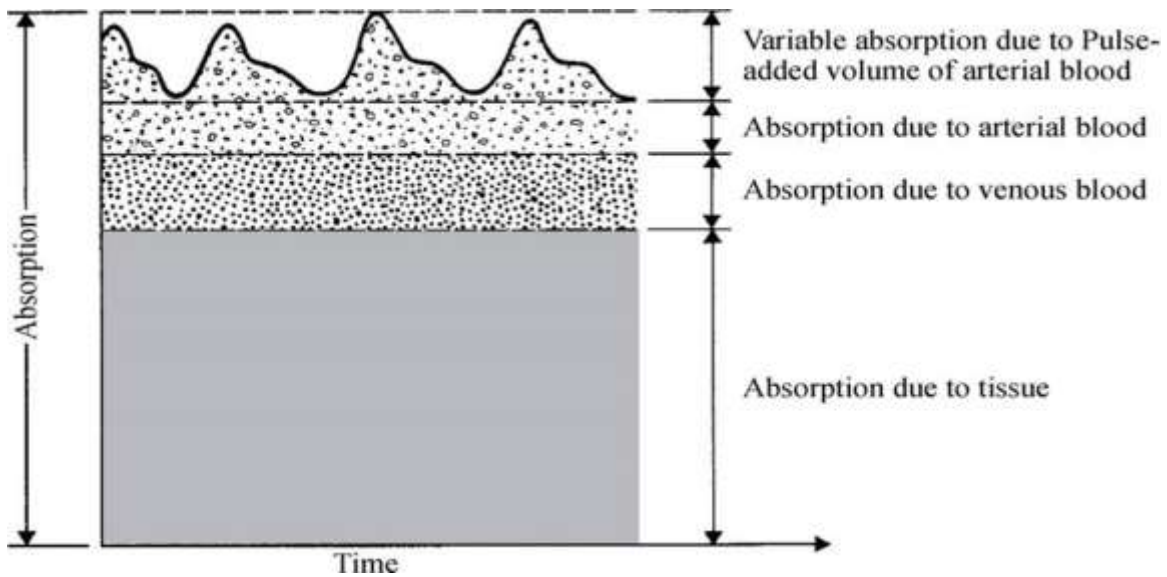 Variable absorption due to Pulse-
added volume of arterial blood
Absorption due to arterial blood
Absorption due to venous blood
Absorption
Absorption due to tissue
Time